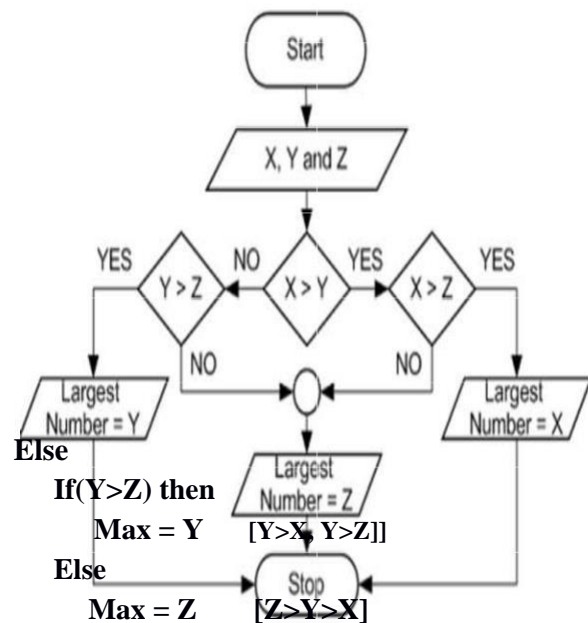 Start
X, Y and Z
YES NO YES YES
Y > Z X > Y X > Z
NO NO
Largest
Number = Y
Largest
Number = X
Else
Largest
Number = Z
If(Y>Z) then
Max = Y [Y>X, Y>Z]]
Else
Stop
Max = Z [Z>Y>X]